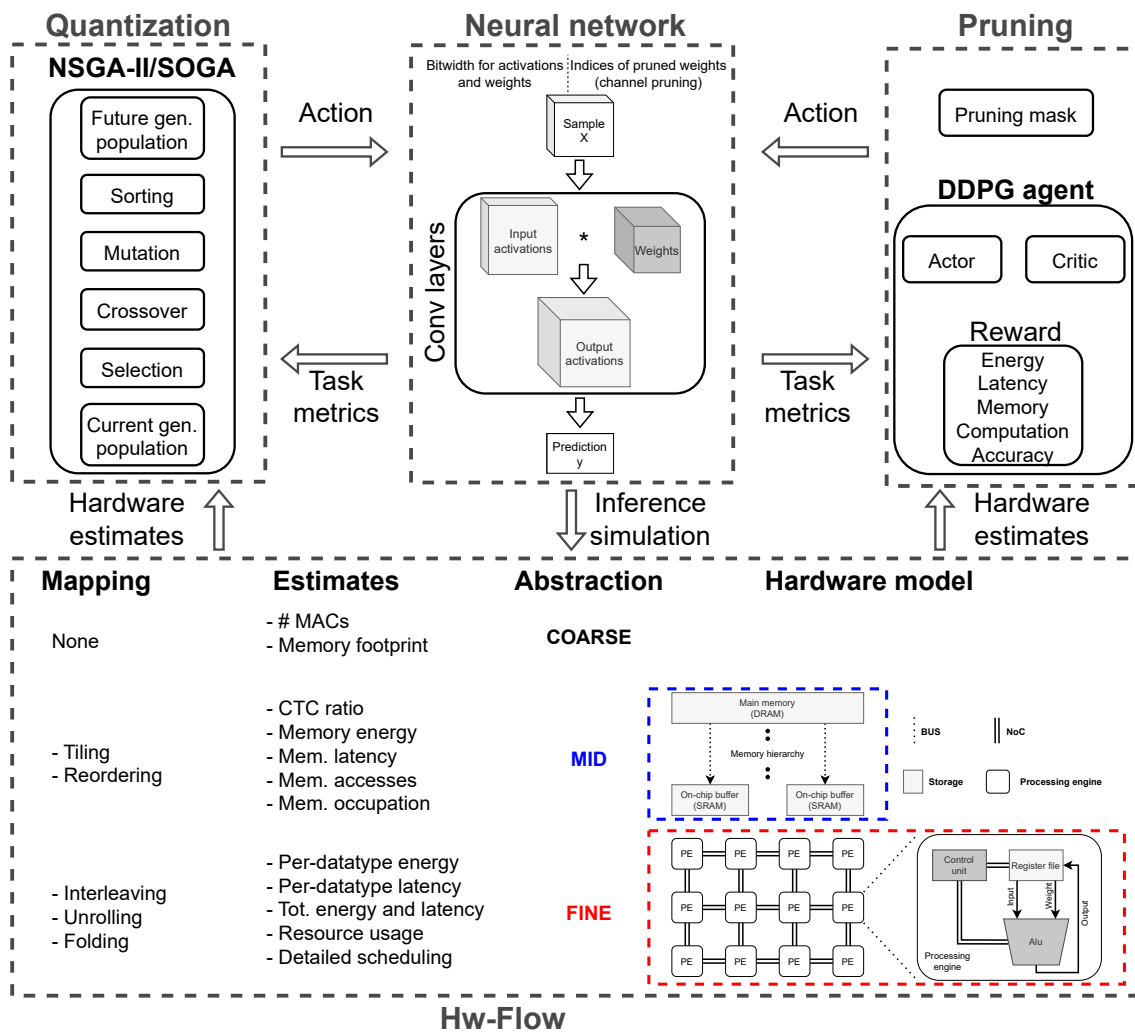 Quantization
NSGA-II/SOGA
Future gen.
population
Sorting
Mutation
Crossover
Selection
Current gen.
population
Action
Task
metrics
Neural network
Bitwidth for activations
and weights
Indices of pruned weights
(channel pruning)
Sample
X
Conv layers
Input
activations
*
Weights
Output
activations
Prediction
y
Action
Task
metrics
Pruning
Pruning mask
DDPG agent
Actor
Critic
Reward
Energy
Latency
Memory
Computation
Accuracy
Hardware
estimates
Inference
simulation
Hardware
estimates
Mapping
Estimates
Abstraction
Hardware model
None
- # MACs
- Memory footprint
COARSE
- Tiling
- Reordering
- CTC ratio
- Memory energy
- Mem. latency
- Mem. accesses
- Mem. occupation
MID
Main memory
(DRAM)
Memory hierarchy
On-chip buffer
(SRAM)
On-chip buffer
(SRAM)
BUS
NoC
Storage
Processing engine
- Interleaving
- Unrolling
- Folding
- Per-datatype energy
- Per-datatype latency
- Tot. energy and latency
- Resource usage
- Detailed scheduling
FINE
PE PE PE PE
PE PE PE PE
PE PE PE PE
Control
unit
Register file
Input
Weight
Output
Alu
Processing
engine
Hw-Flow